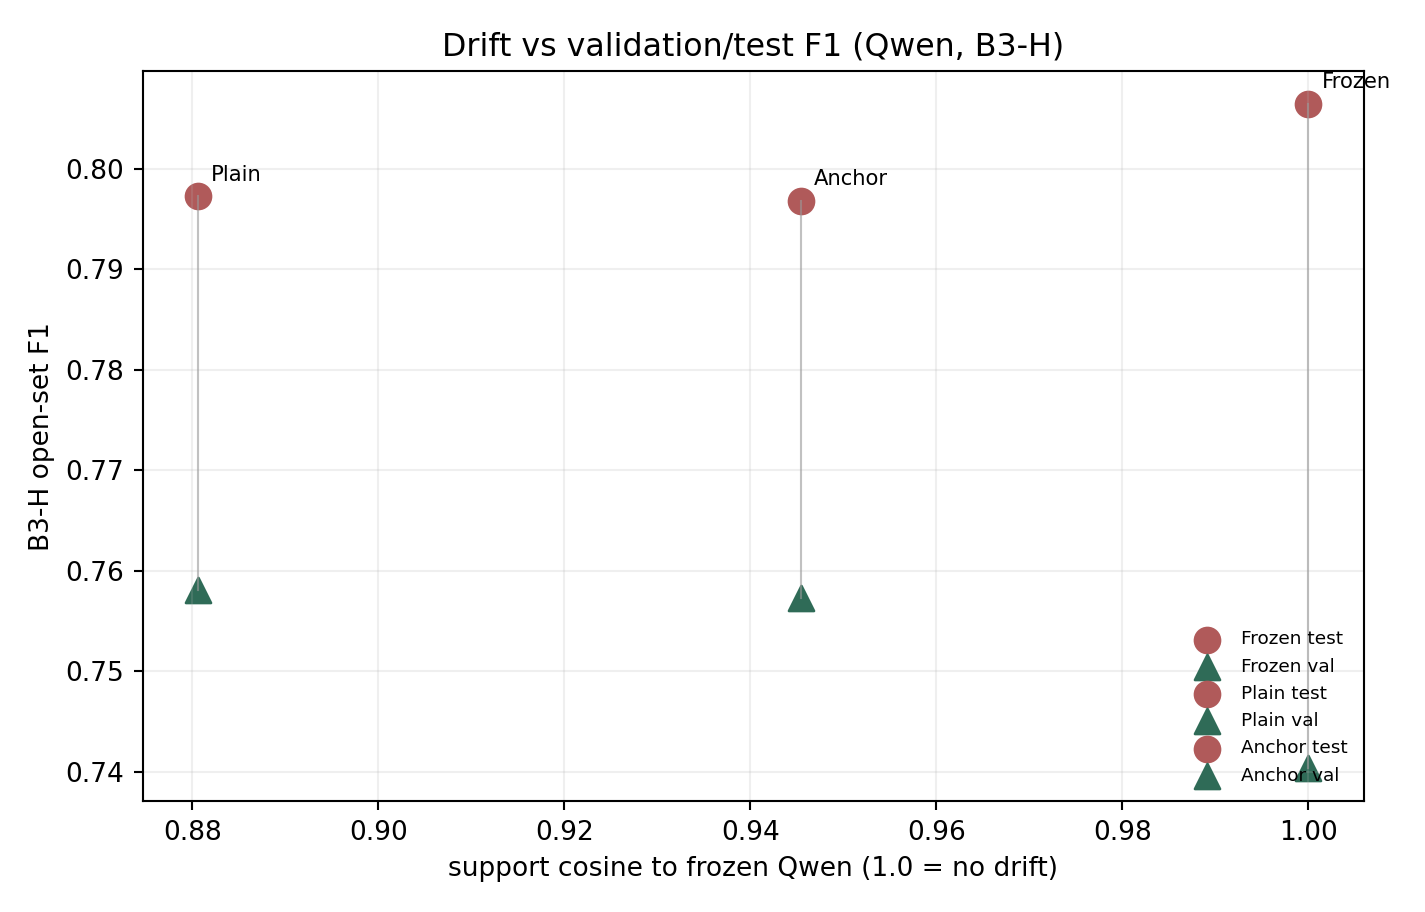 Drift vs validation/test F1 (Qwen, B3-H)
Frozen
Plain
Anchor
B3-H open-set F1
0.80
0.79
0.78
0.77
0.76
0.75
0.74
Frozen test
Frozen val
Plain test
Plain val
Anchor test
Anchor val
0.88 0.90 0.92 0.94 0.96 0.98 1.00
support cosine to frozen Qwen (1.0 = no drift)